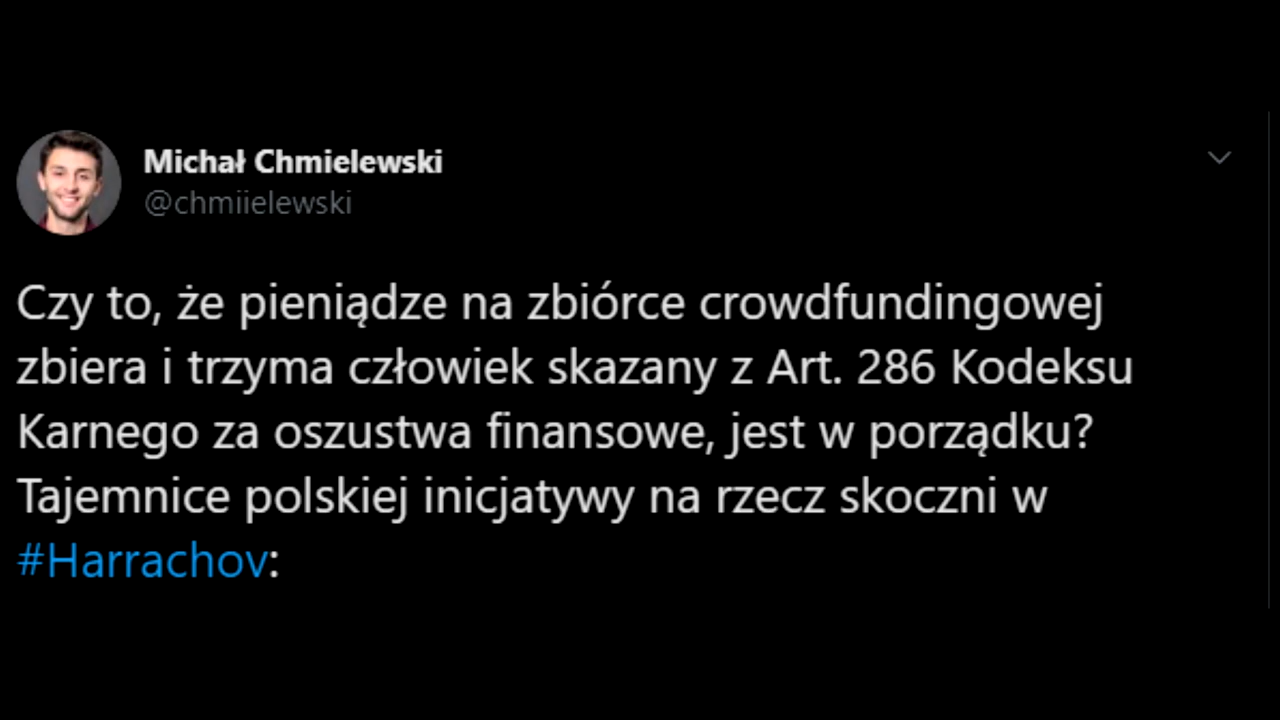 Michał Chmielewski
@chmiielewski
Czy to, że pieniądze na zbiórce crowdfundingowej
zbiera i trzyma człowiek skazany z Art. 286 Kodeksu
Karnego za oszustwa finansowe, jest w porządku?
Tajemnice polskiej inicjatywy na rzecz skoczni w
#Harrachov: